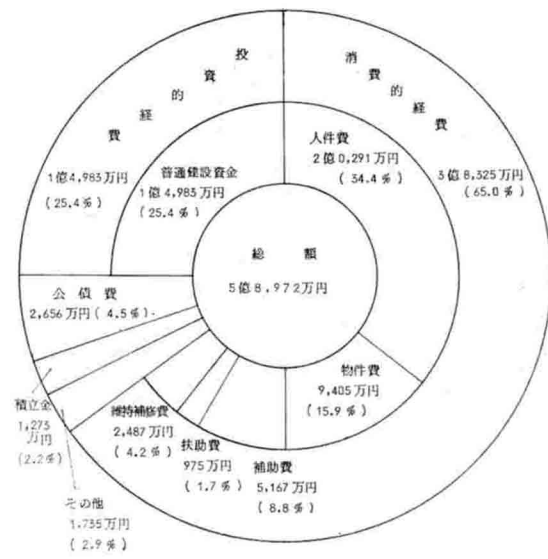 投資的経費
1億4,983万円
(25.4%)
消費的経費
3億8,325万円
(65.0%)
普通建設資金
1億4,983万円
(25.4%)
人件費
2億0,291万円
(34.4%)
総額
5億8,972万円
公債費
2,656万円(4.5%)
物件費
9,405万円
(15.9%)
積立金
1,273
万円
(2.2%)
維持補修費
2,487万円
(4.2%)
扶助費
975万円
(1.7%)
補助費
5,167万円
(8.8%)
その他
1,735万円
(2.9%)